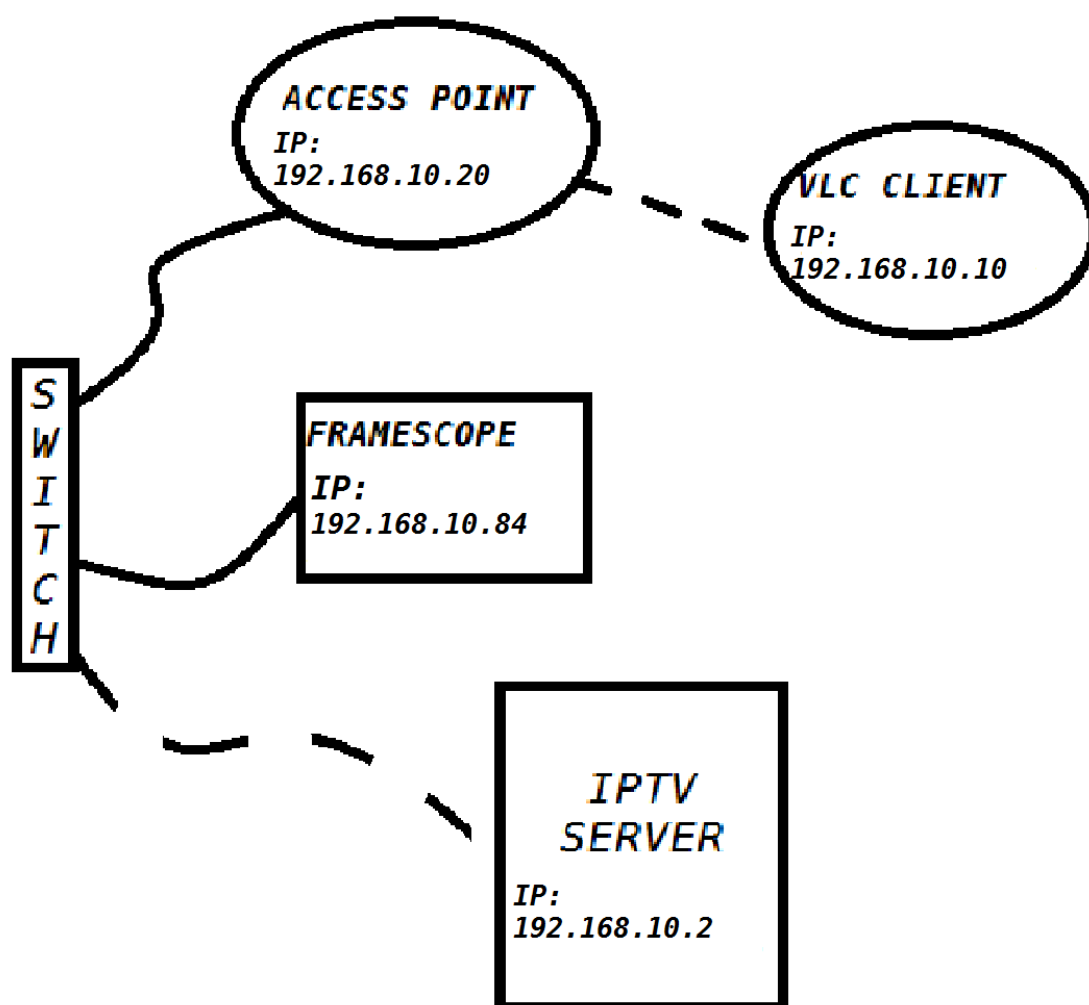 ACCESS POINT
IP:
192.168.10.20
VLC CLIENT
IP:
192.168.10.10
SWITCH
FRAMESCOPE
IP:
192.168.10.84
IPTV
SERVER
IP:
192.168.10.2